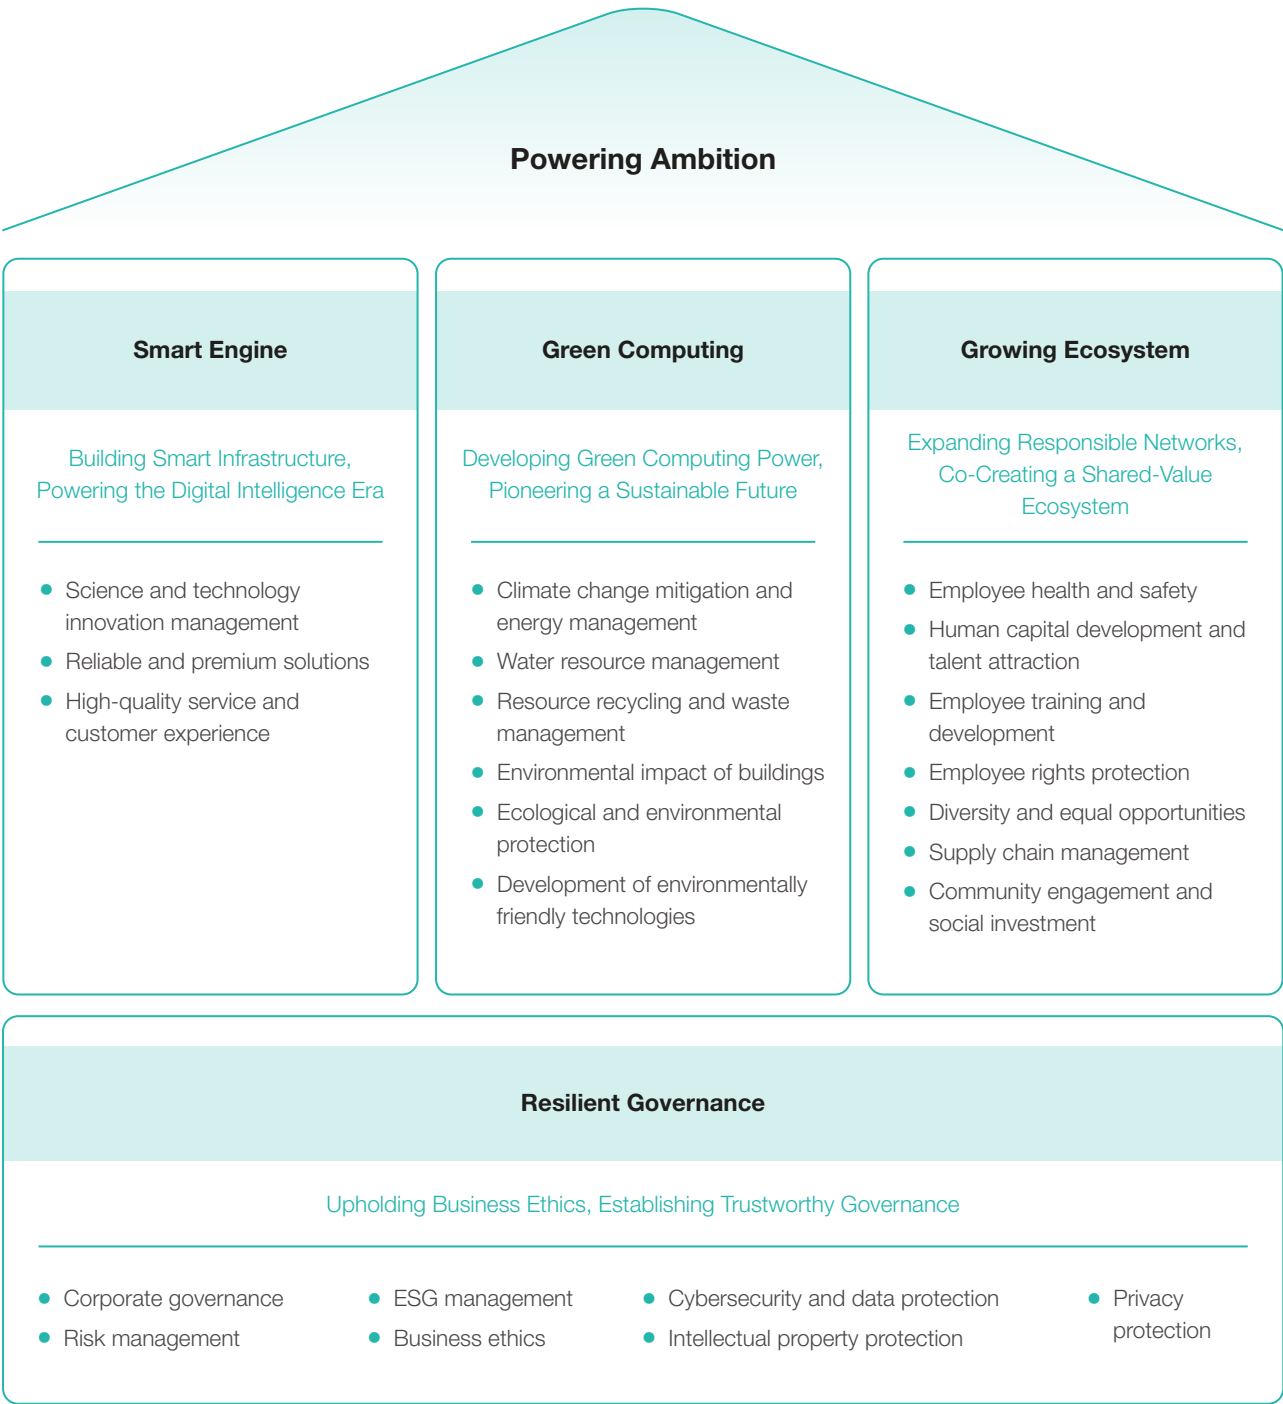 Powering Ambition
Smart Engine
Building Smart Infrastructure,
Powering the Digital Intelligence Era
Science and technology
innovation management
Reliable and premium solutions
High-quality service and
customer experience
Green Computing
Developing Green Computing Power,
Pioneering a Sustainable Future
Climate change mitigation and
energy management
Water resource management
Resource recycling and waste
management
Environmental impact of buildings
Ecological and environmental
protection
Development of environmentally
friendly technologies
Growing Ecosystem
Expanding Responsible Networks,
Co-Creating a Shared-Value
Ecosystem
Employee health and safety
Human capital development and
talent attraction
Employee training and
development
Employee rights protection
Diversity and equal opportunities
Supply chain management
Community engagement and
social investment
Resilient Governance
Upholding Business Ethics, Establishing Trustworthy Governance
Corporate governance
Risk management
ESG management
Business ethics
Cybersecurity and data protection
Intellectual property protection
Privacy
protection